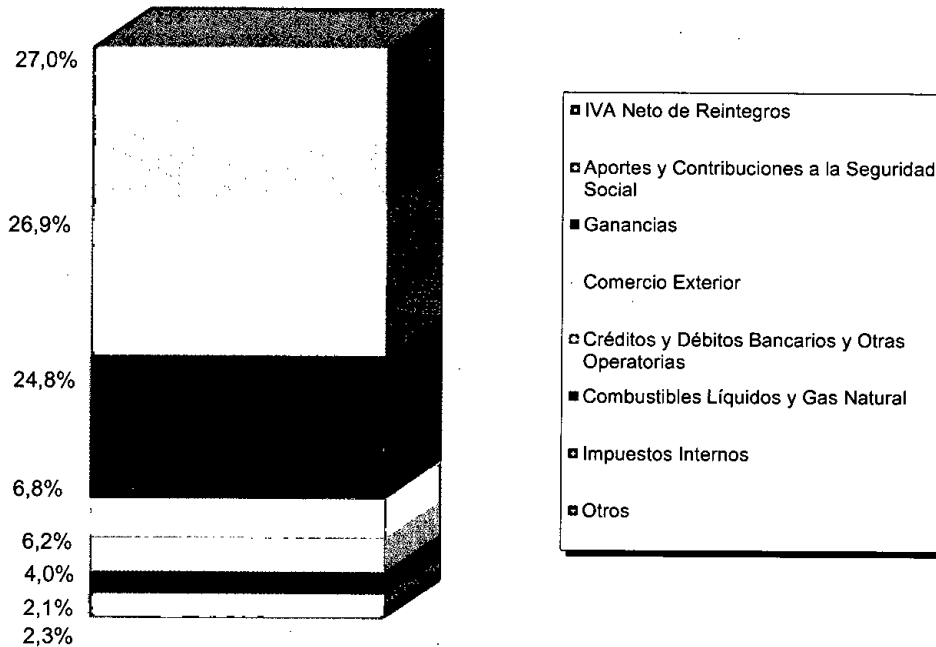 27,0%
26,9%
24,8%
6,8%
6,2%
4,0%
2,1%
2,3%
IVA Neto de Reintegros
Aportes y Contribuciones a la Seguridad
Social
Ganancias
Comercio Exterior
Créditos y Débitos Bancarios y Otras
Operatorias
Combustibles Líquidos y Gas Natural
Impuestos Internos
Otros